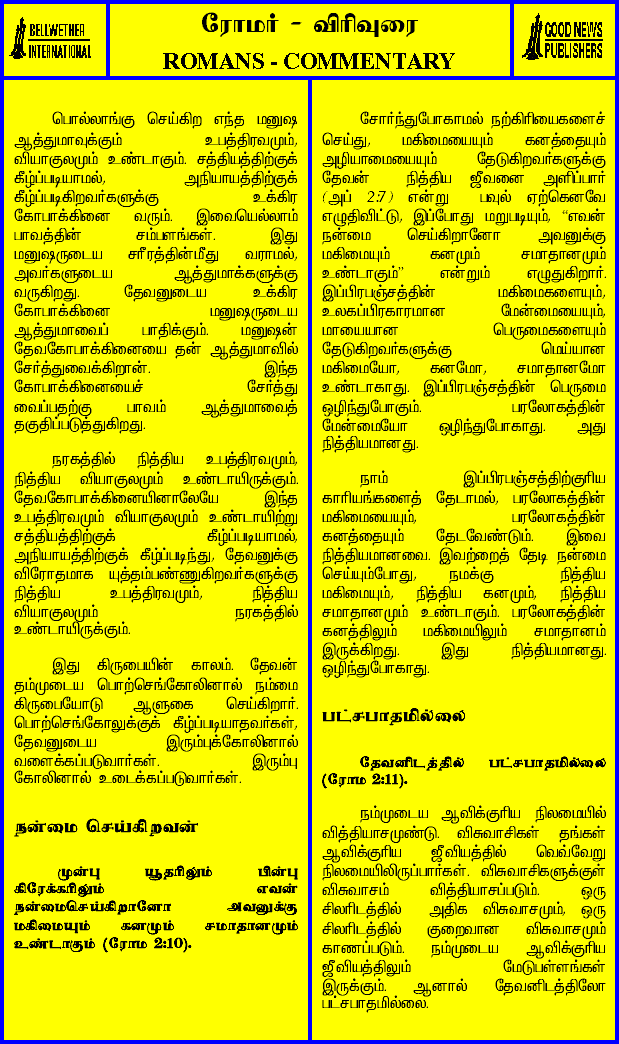 BELLWETHER
INTERNATIONAL
ரோமர் - விரிவுரை
ROMANS - COMMENTARY
GOOD NEWS
PUBLISHERS
பொல்லாங்கு செய்கிற எந்த மனுஷ
ஆத்துமாவுக்கும் உபத்திரவமும்,
வியாகுலமும் உண்டாகும். சத்தியத்திற்குக்
கீழ்ப்படியாமல், அநியாயத்திற்குக்
கீழ்ப்படிகிறவர்களுக்கு உக்கிர
கோபாக்கினை வரும். இவையெல்லாம்
பாவத்தின் சம்பளங்கள். இது
மனுஷருடைய சரீரத்தின்மீது வராமல்,
அவர்களுடைய ஆத்துமாக்களுக்கு
வருகிறது. தேவனுடைய உக்கிர
கோபாக்கினை மனுஷருடைய
ஆத்துமாவைப் பாதிக்கும். மனுஷன்
தேவகோபாக்கினையை தன் ஆத்துமாவில்
சேர்த்துவைக்கிறான். இந்த
கோபாக்கினையைச் சேர்த்து
வைப்பதற்கு பாவம் ஆத்துமாவைத்
தகுதிப்படுத்துகிறது.
நரகத்தில் நித்திய உபத்திரவமும்,
நித்திய வியாகுலமும் உண்டாயிருக்கும்.
தேவகோபாக்கினையினாலேயே இந்த
உபத்திரவமும் வியாகுலமும் உண்டாயிற்று
சத்தியத்திற்குக் கீழ்ப்படியாமல்,
அநியாயத்திற்குக் கீழ்ப்படிந்து, தேவனுக்கு
விரோதமாக யுத்தம்பண்ணுகிறவர்களுக்கு
நித்திய உபத்திரவமும், நித்திய
வியாகுலமும் நரகத்தில்
உண்டாயிருக்கும்.
இது கிருபையின் காலம். தேவன்
தம்முடைய பொற்செங்கோலினால் நம்மை
கிருபையோடு ஆளுகை செய்கிறார்.
பொற்செங்கோலுக்குக் கீழ்ப்படியாதவர்கள்,
தேவனுடைய இரும்புக்கோலினால்
வளைக்கப்படுவார்கள். இரும்பு
கோலினால் உடைக்கப்படுவார்கள்.
நன்மை செய்கிறவன்
முன்பு யூதரிலும் பின்பு
கிரேக்கரிலும் எவன்
நன்மைசெய்கிறானோ அவனுக்கு
மகிமையும் கனமும் சமாதானமும்
உண்டாகும் (ரோம 2:10).
சோர்ந்துபோகாமல் நற்கிரியைகளைச்
செய்து, மகிமையையும் கனத்தையும்
அழியாமையையும் தேடுகிறவர்களுக்கு
தேவன் நித்திய ஜீவனை அளிப்பார்
(அப் 2:7) என்று பவுல் ஏற்கெனவே
எழுதிவிட்டு, இப்போது மறுபடியும், “எவன்
நன்மை செய்கிறானோ அவனுக்கு
மகிமையும் கனமும் சமாதானமும்
உண்டாகும்” என்றும் எழுதுகிறார்.
இப்பிரபஞ்சத்தின் மகிமைகளையும்,
உலகப்பிரகாரமான மேன்மையையும்,
மாயையான பெருமைகளையும்
தேடுகிறவர்களுக்கு மெய்யான
மகிமையோ, கனமோ, சமாதானமோ
உண்டாகாது. இப்பிரபஞ்சத்தின் பெருமை
ஒழிந்துபோகும். பரலோகத்தின்
மேன்மையோ ஒழிந்துபோகாது. அது
நித்தியமானது.
நாம் இப்பிரபஞ்சத்திற்குரிய
காரியங்களைத் தேடாமல், பரலோகத்தின்
மகிமையையும், பரலோகத்தின்
கனத்தையும் தேடவேண்டும். இவை
நித்தியமானவை. இவற்றைத் தேடி நன்மை
செய்யும்போது, நமக்கு நித்திய
மகிமையும், நித்திய கனமும், நித்திய
சமாதானமும் உண்டாகும். பரலோகத்தின்
கனத்திலும் மகிமையிலும் சமாதானம்
இருக்கிறது. இது நித்தியமானது.
ஒழிந்துபோகாது.
பட்சபாதமில்லை
தேவனிடத்தில் பட்சபாதமில்லை
(ரோம 2:11).
நம்முடைய ஆவிக்குரிய நிலமையில்
வித்தியாசமுண்டு. விசுவாசிகள் தங்கள்
ஆவிக்குரிய ஜீவியத்தில் வெவ்வேறு
நிலமையிலிருப்பார்கள். விசுவாசிகளுக்குள்
விசுவாசம் வித்தியாசப்படும். ஒரு
சிலரிடத்தில் அதிக விசுவாசமும், ஒரு
சிலரிடத்தில் குறைவான விசுவாசமும்
காணப்படும். நம்முடைய ஆவிக்குரிய
ஜீவியத்திலும் மேடுபள்ளங்கள்
இருக்கும். ஆனால் தேவனிடத்திலோ
பட்சபாதமில்லை.